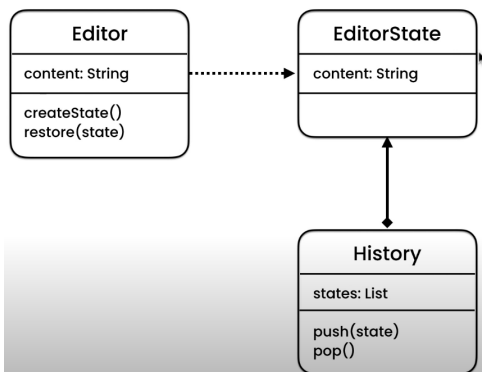 Editor
content: String
createState()
restore(state)
EditorState
content: String
History
states: List
push(state)
pop()